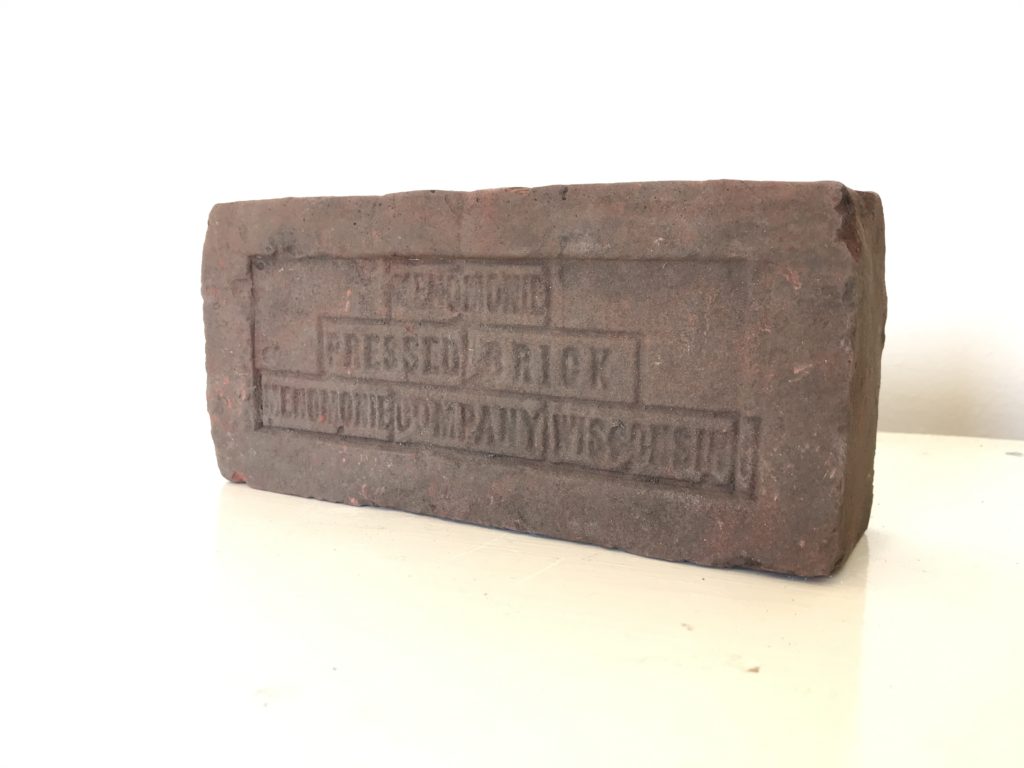 MENOMONIE
PRESSED BRICK
MENOMONIE COMPANY WISCONSIN